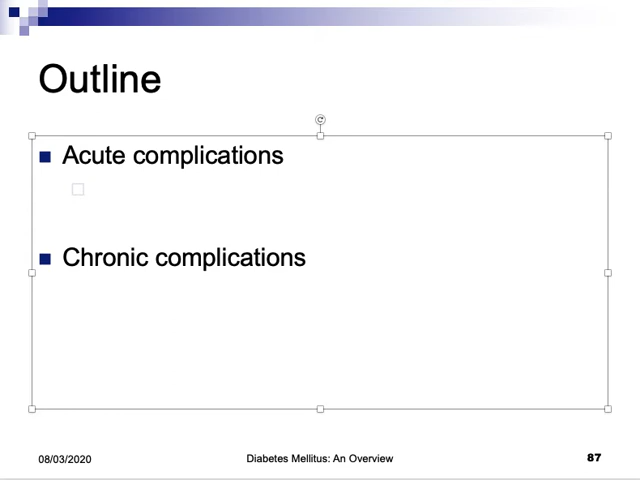 Outline
Acute complications
Chronic complications
08/03/2020
Diabetes Mellitus: An Overview
87